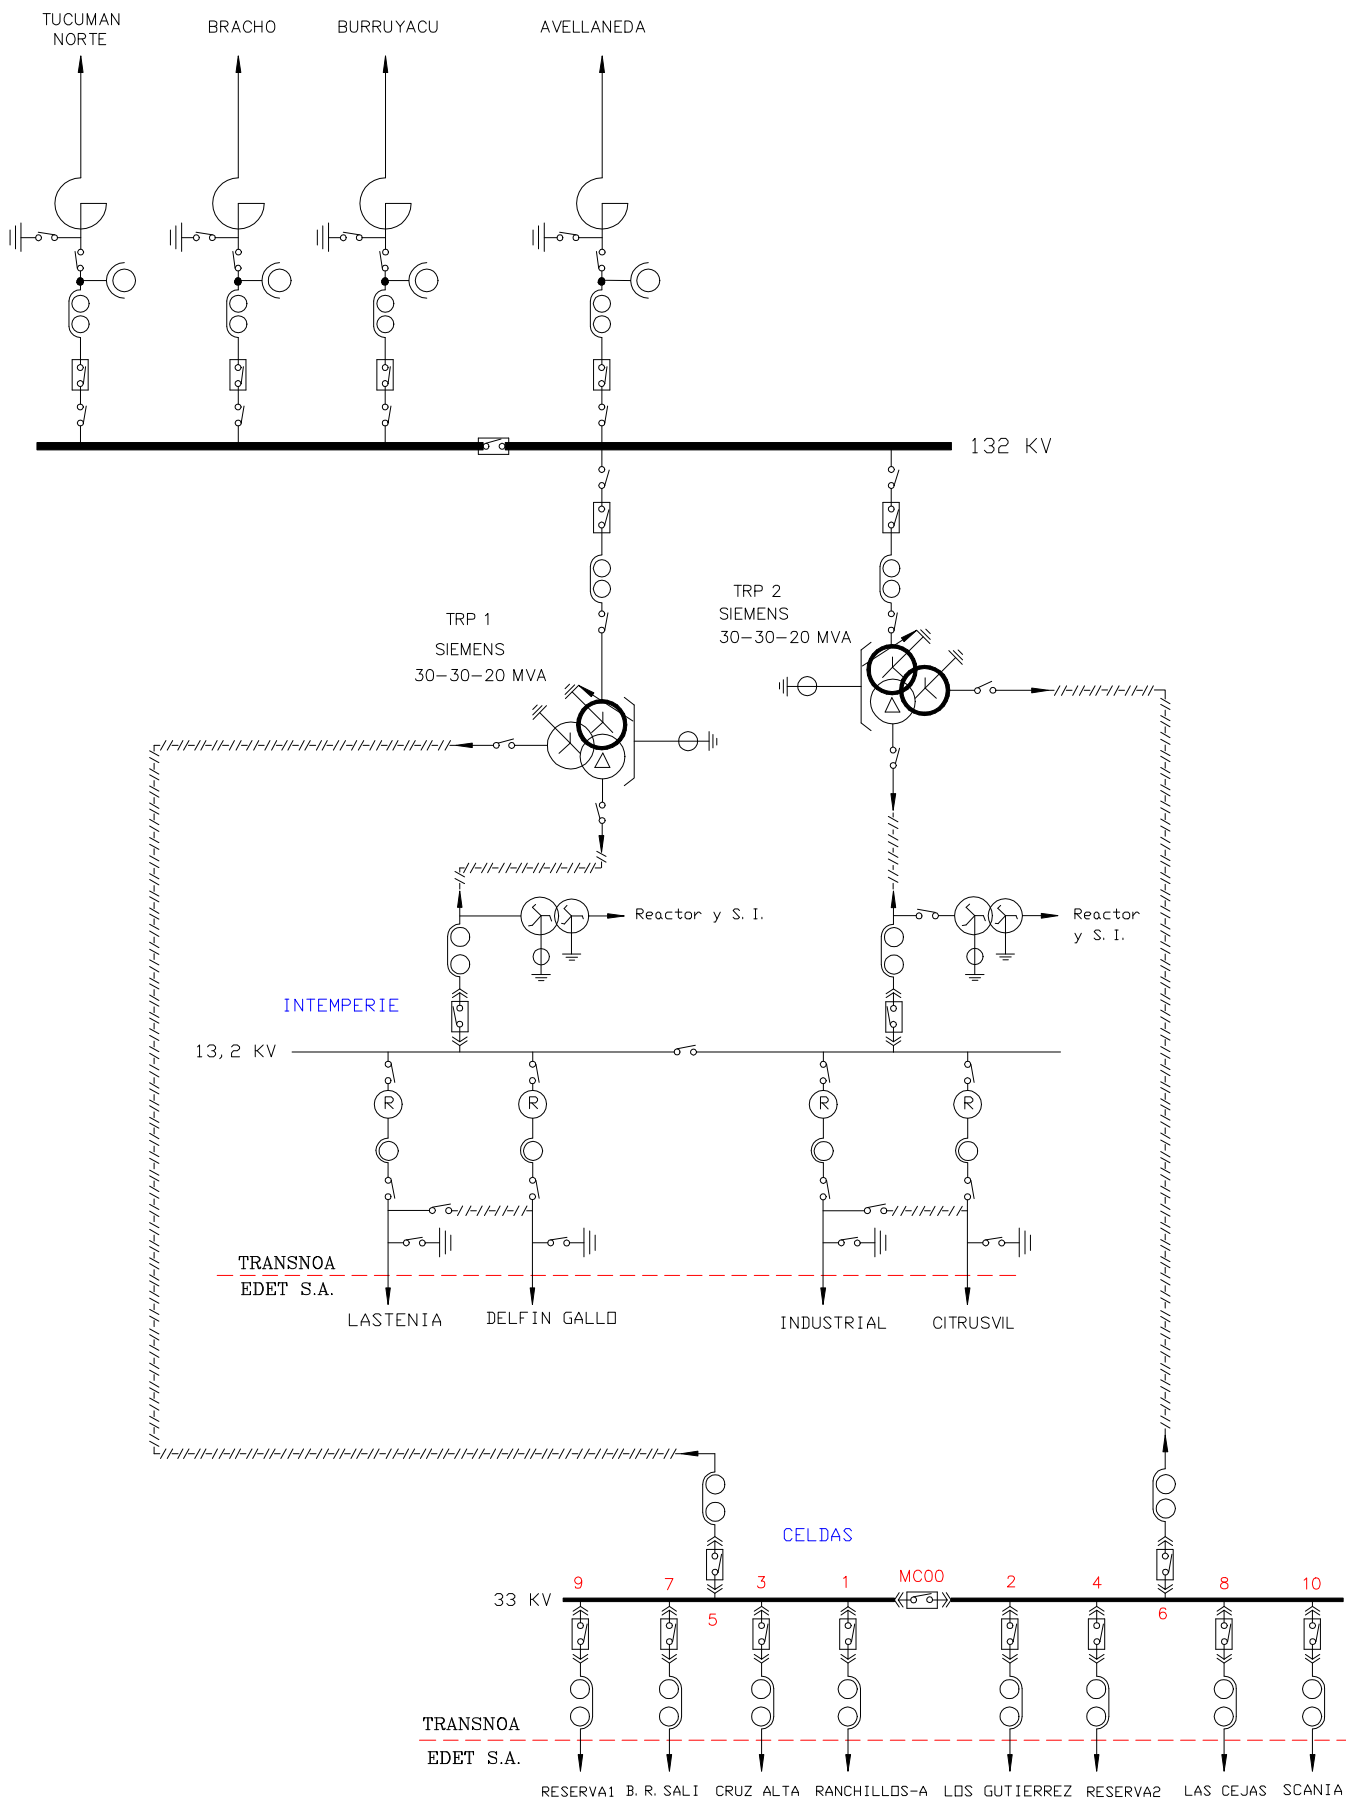 TUCUMAN
NORTE
BRACHO
BURRUYACU
AVELLANEDA
132 KV
TRP 1
SIEMENS
30-30-20 MVA
TRP 2
SIEMENS
30-30-20 MVA
Reactor y S. I.
Reactor
y S. I.
INTEMPERIE
13,2 KV
R
R
R
R
TRANSNOA
EDET S.A.
LASTENIA
DELFIN GALLO
INDUSTRIAL
CITRUSVIL
CELDAS
33 KV
9
7
5
3
1
MC00
2
4
6
8
10
TRANSNOA
EDET S.A.
RESERVA1
B. R. SALI
CRUZ ALTA
RANCHILLOS-A
LOS GUTIERREZ
RESERVA2
LAS CEJAS
SCANIA